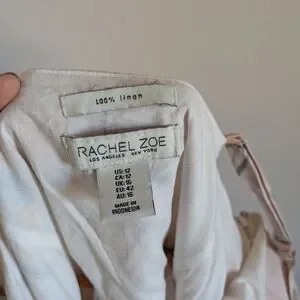 100% linen
RACHEL ZOE
LOS ANGELES NEW YORK
US: 12
CA: 12
UK: 16
EU: 42
AU: 16
MADE IN
INDONESIA